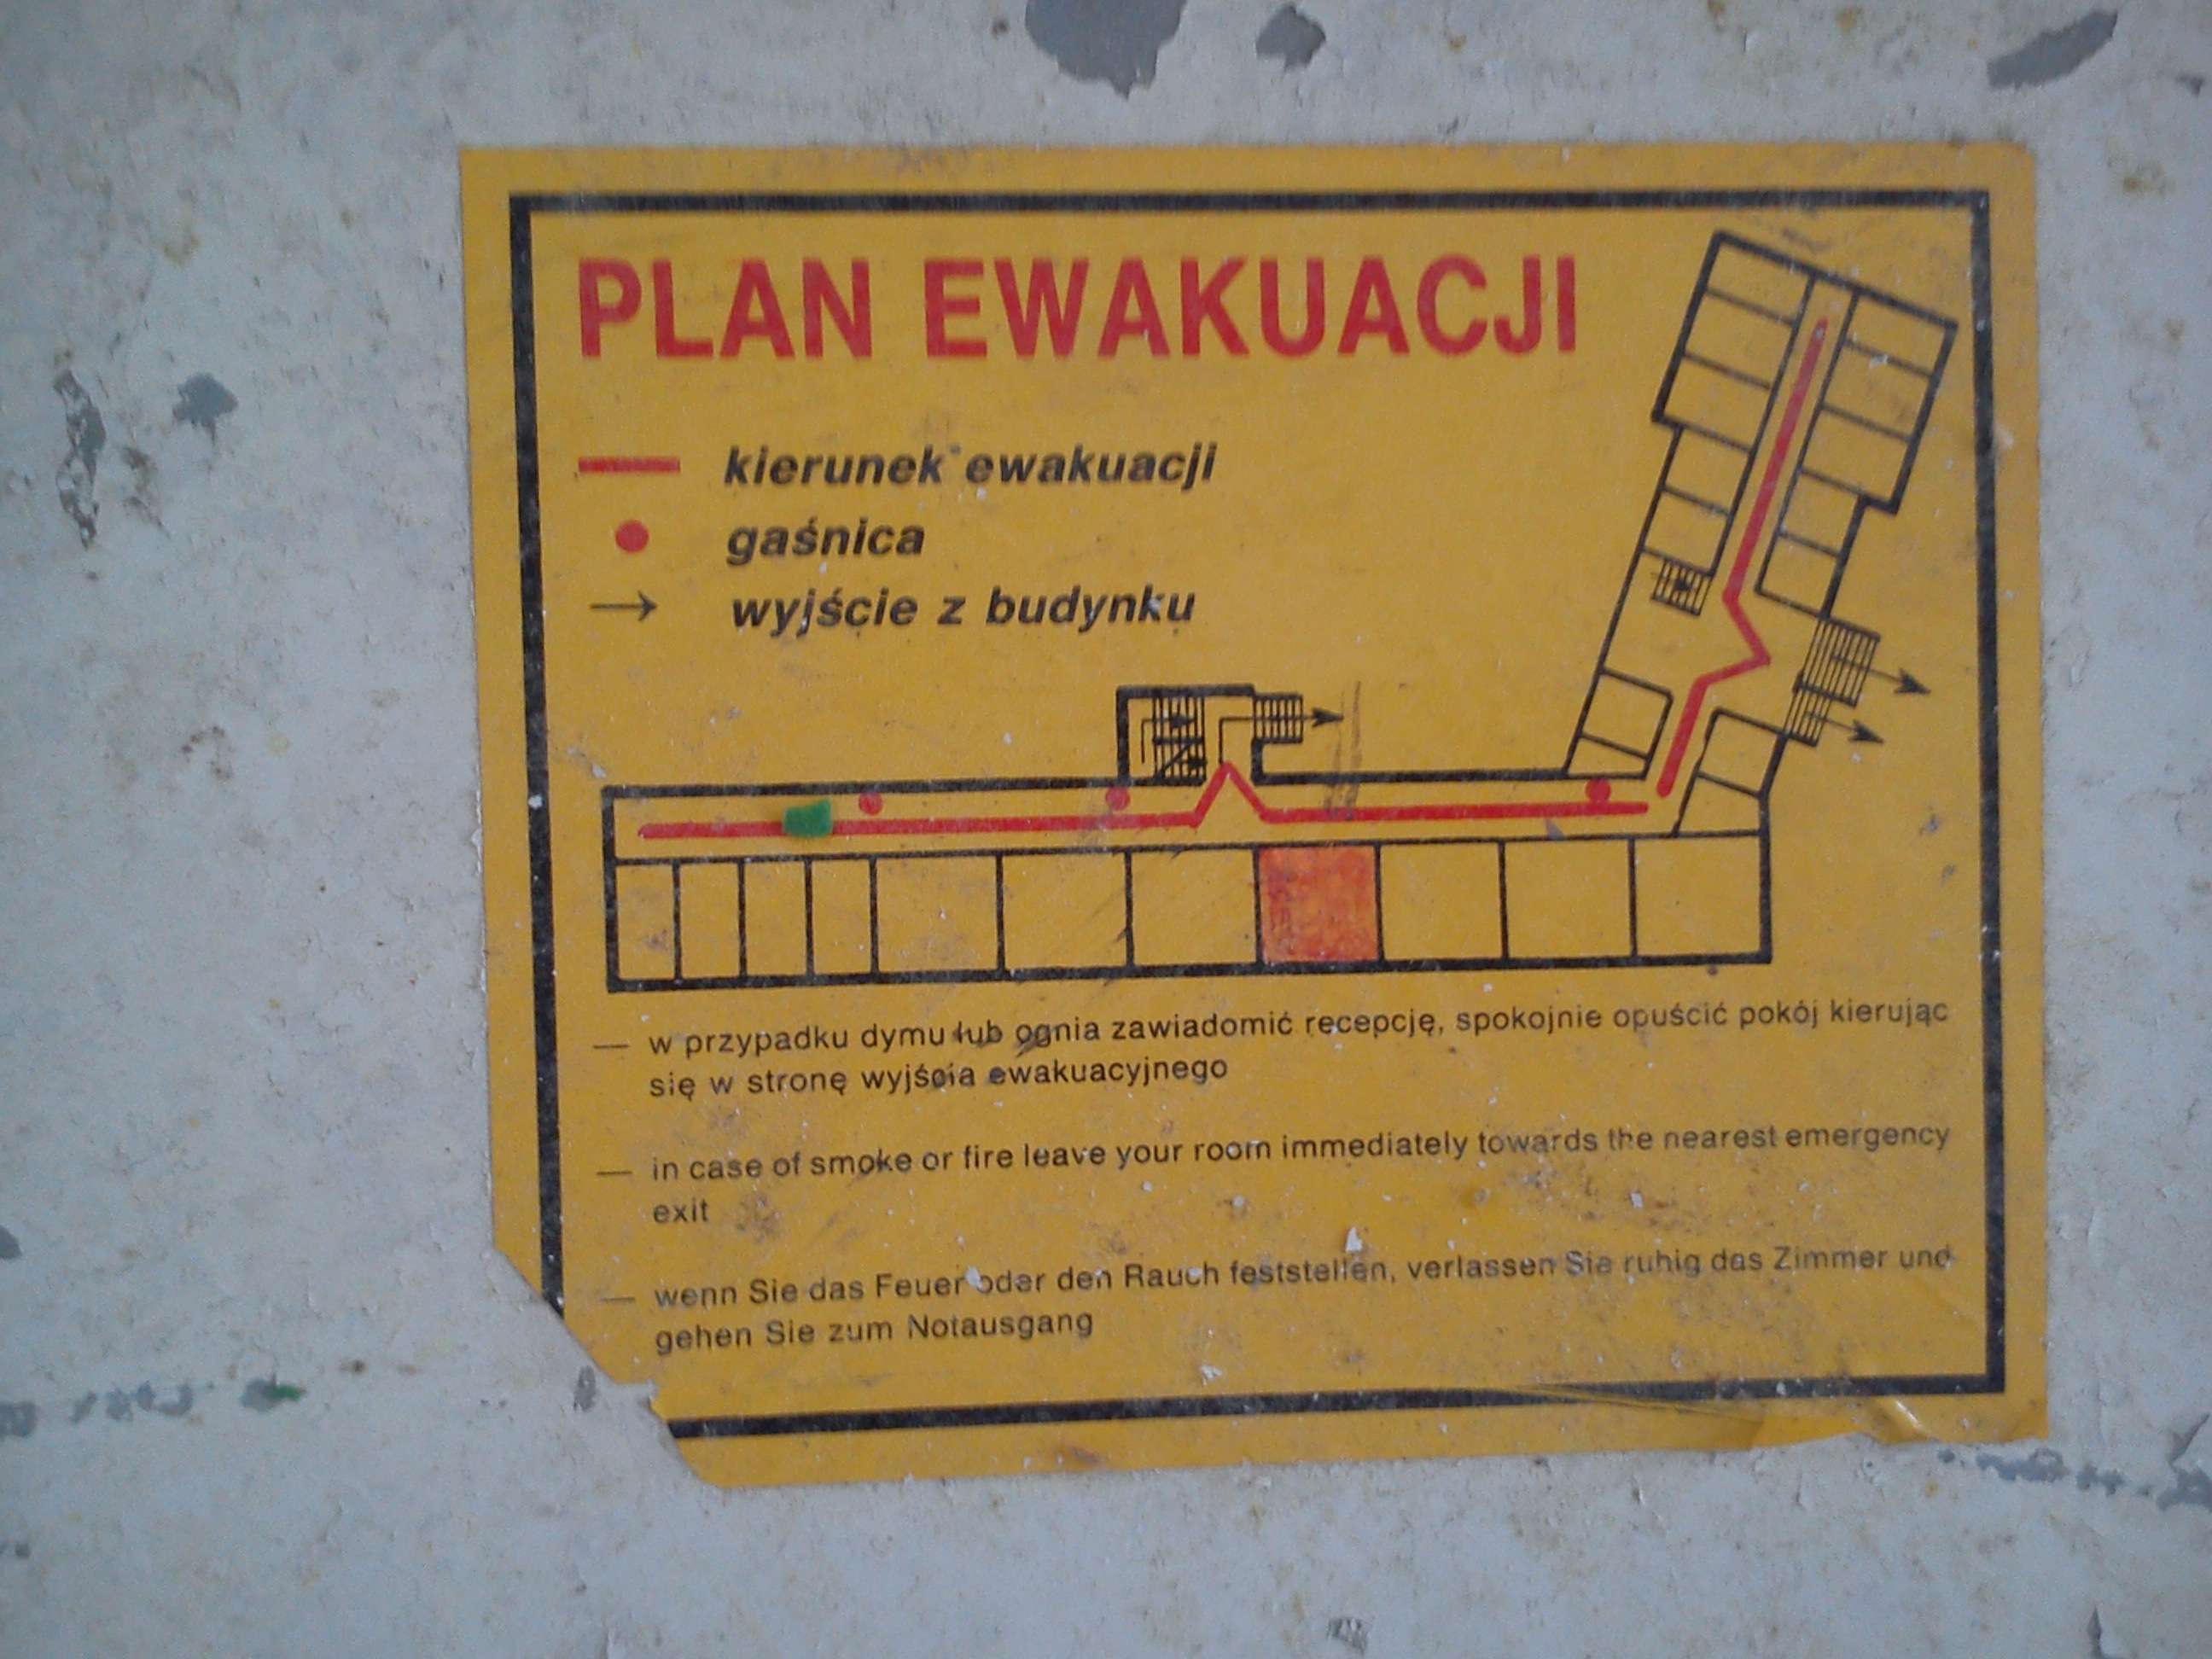 PLAN EWAKUACJI
kierunek ewakuacji
gaśnica
wyjście z budynku
— w przypadku dymu lub ognia zawiadomić recepcję, spokojnie opuścić pokój kierując
się w stronę wyjścia ewakuacyjnego
— in case of smoke or fire leave your room immediately towards the nearest emergency
exit
— wenn Sie das Feuer oder den Rauch feststellen, verlassen Sie ruhig das Zimmer und
gehen Sie zum Notausgang